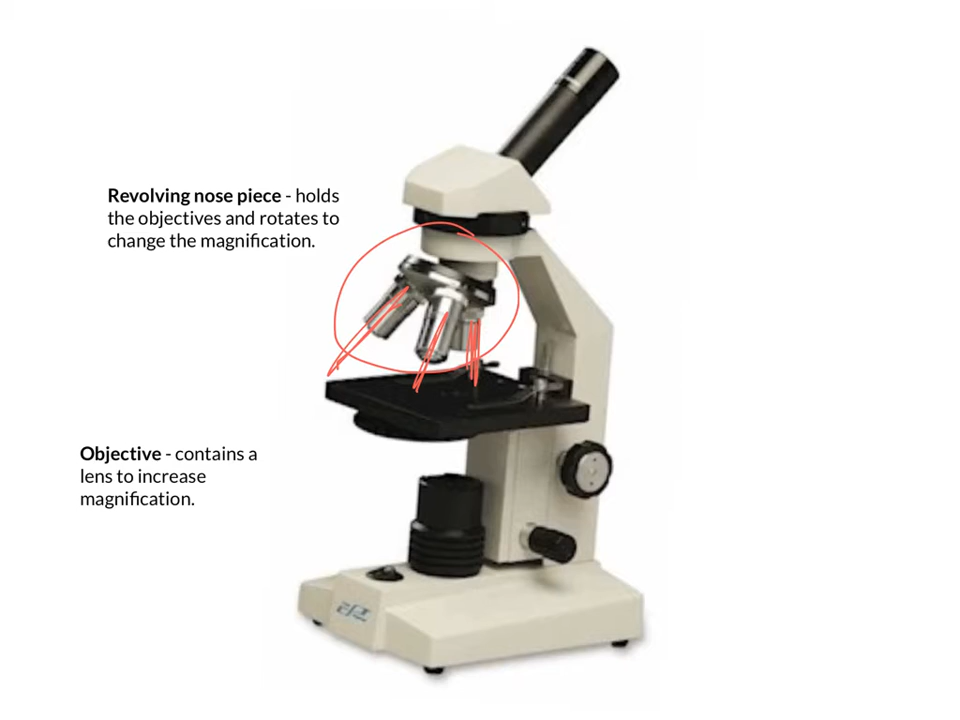 Revolving nose piece - holds
the objectives and rotates to
change the magnification.
Objective - contains a
lens to increase
magnification.